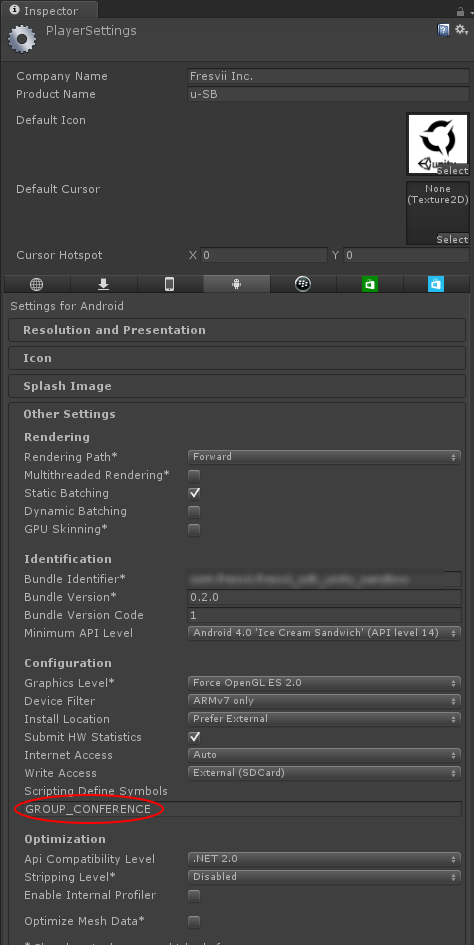 Inspector
PlayerSettings
Company Name Fresvii Inc.
Product Name u-SB
Default Icon
Select
Default Cursor
None
(Texture2D)
Select
Cursor Hotspot X 0 Y 0
Settings for Android
Resolution and Presentation
Icon
Splash Image
Other Settings
Rendering
Rendering Path* Forward
Multithreaded Rendering*
Static Batching
Dynamic Batching
GPU Skinning*
Identification
Bundle Identifier*
Bundle Version* 0.2.0
Bundle Version Code 1
Minimum API Level Android 4.0 'Ice Cream Sandwich' (API level 14)
Configuration
Graphics Level* Force OpenGL ES 2.0
Device Filter ARMv7 only
Install Location Prefer External
Submit HW Statistics
Internet Access Auto
Write Access External (SDCard)
Scripting Define Symbols
GROUP_CONFERENCE
Optimization
Api Compatibility Level .NET 2.0
Stripping Level* Disabled
Enable Internal Profiler
Optimize Mesh Data*